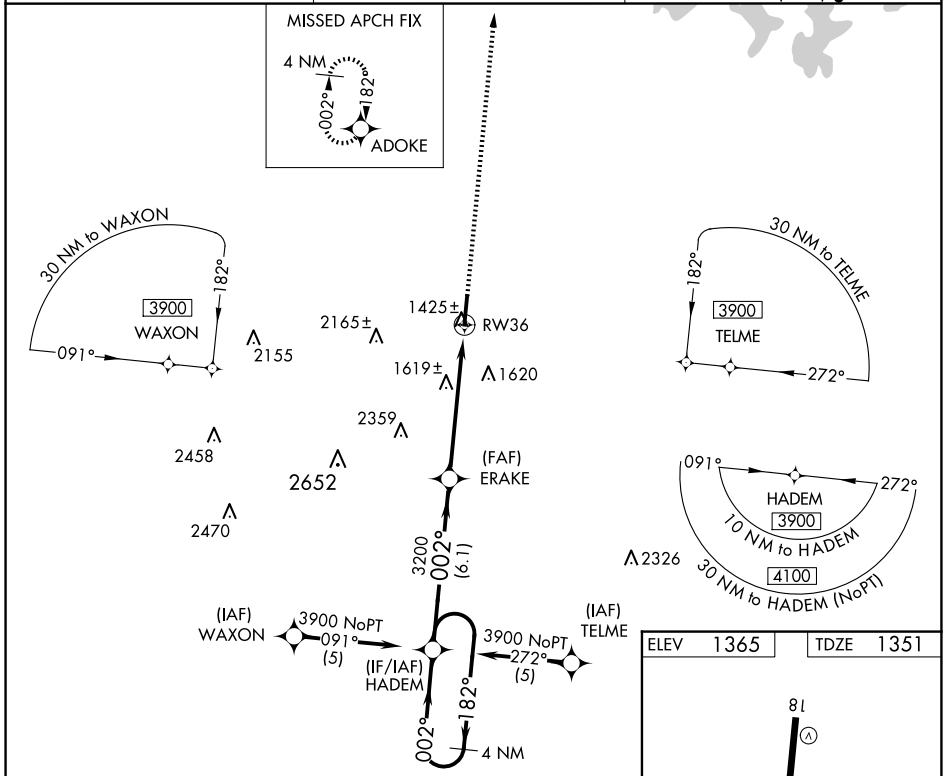 MISSED APCH FIX
4 NM
002°
182°
ADOKE
30 NM to WAXON
182°
3900
WAXON
091°
2155
2165±
1425±
RW36
1619±
1620
30 NM to TELME
182°
3900
TELME
272°
2359
2458
2652
2470
(FAF)
ERAKE
091°
272°
HADEM
3900
10 NM to HADEM
4100
30 NM to HADEM (NoPT)
2326
3200
002°
(6.1)
(IAF)
WAXON
3900 NoPT
091°
(5)
(IF/IAF)
HADEM
3900 NoPT
272°
(5)
(IAF)
TELME
002°
182°
4 NM
ELEV 1365
TDZE 1351
18